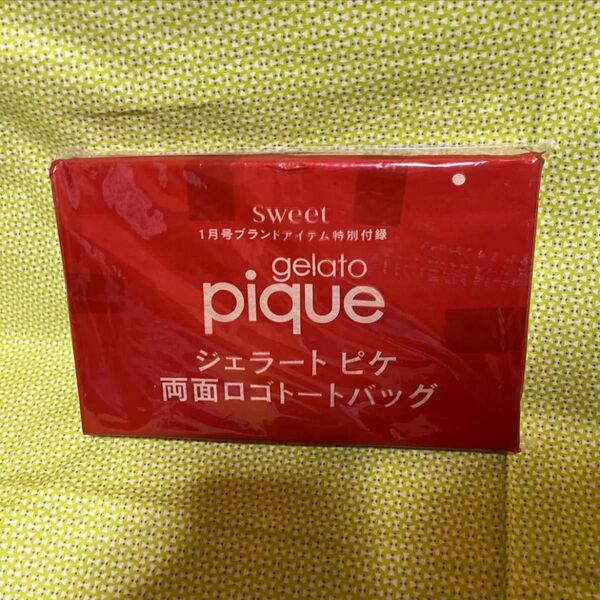 sweet
1月号ブランドアイテム特別付録
gelato
pique
ジェラート ピケ
両面ロゴトートバッグ